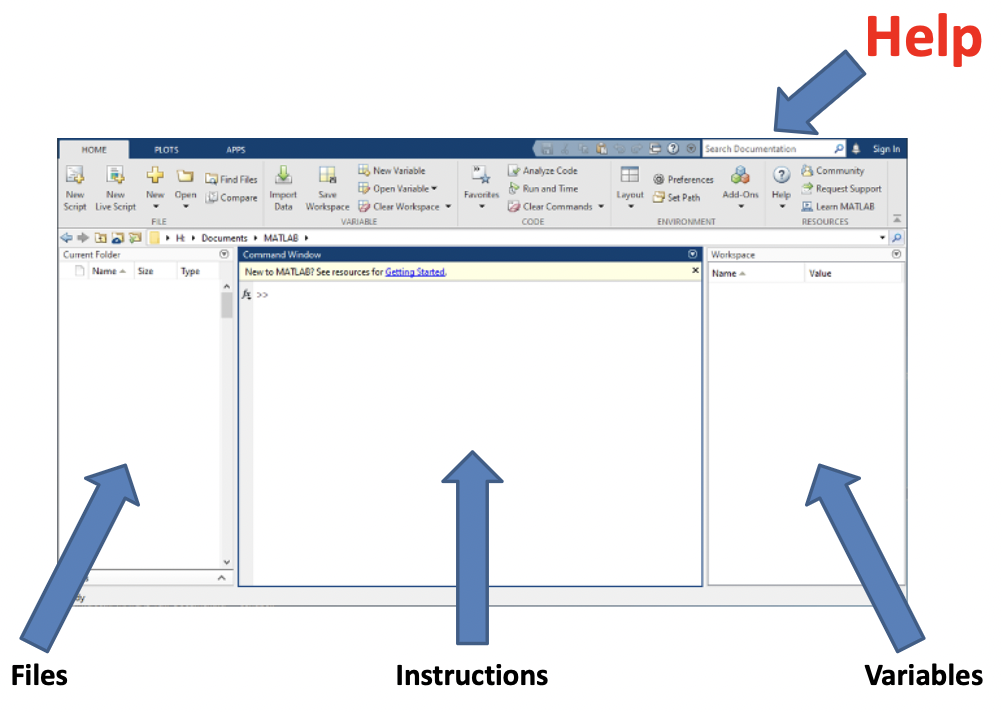 Help
HOME PLOTS APPS Search Documentation Sign In
New Script New Live Script New Open Find Files Compare Import Data Save Workspace New Variable Open Variable Clear Workspace Favorites Analyze Code Run and Time Clear Commands Layout Preferences Set Path Add-Ons Help Community Request Support Learn MATLAB
FILE VARIABLE CODE ENVIRONMENT RESOURCES
H: Documents MATLAB
Current Folder Command Window Workspace
Name Size Type New to MATLAB? See resources for Getting Started. Name Value
fx >>
Files Instructions Variables